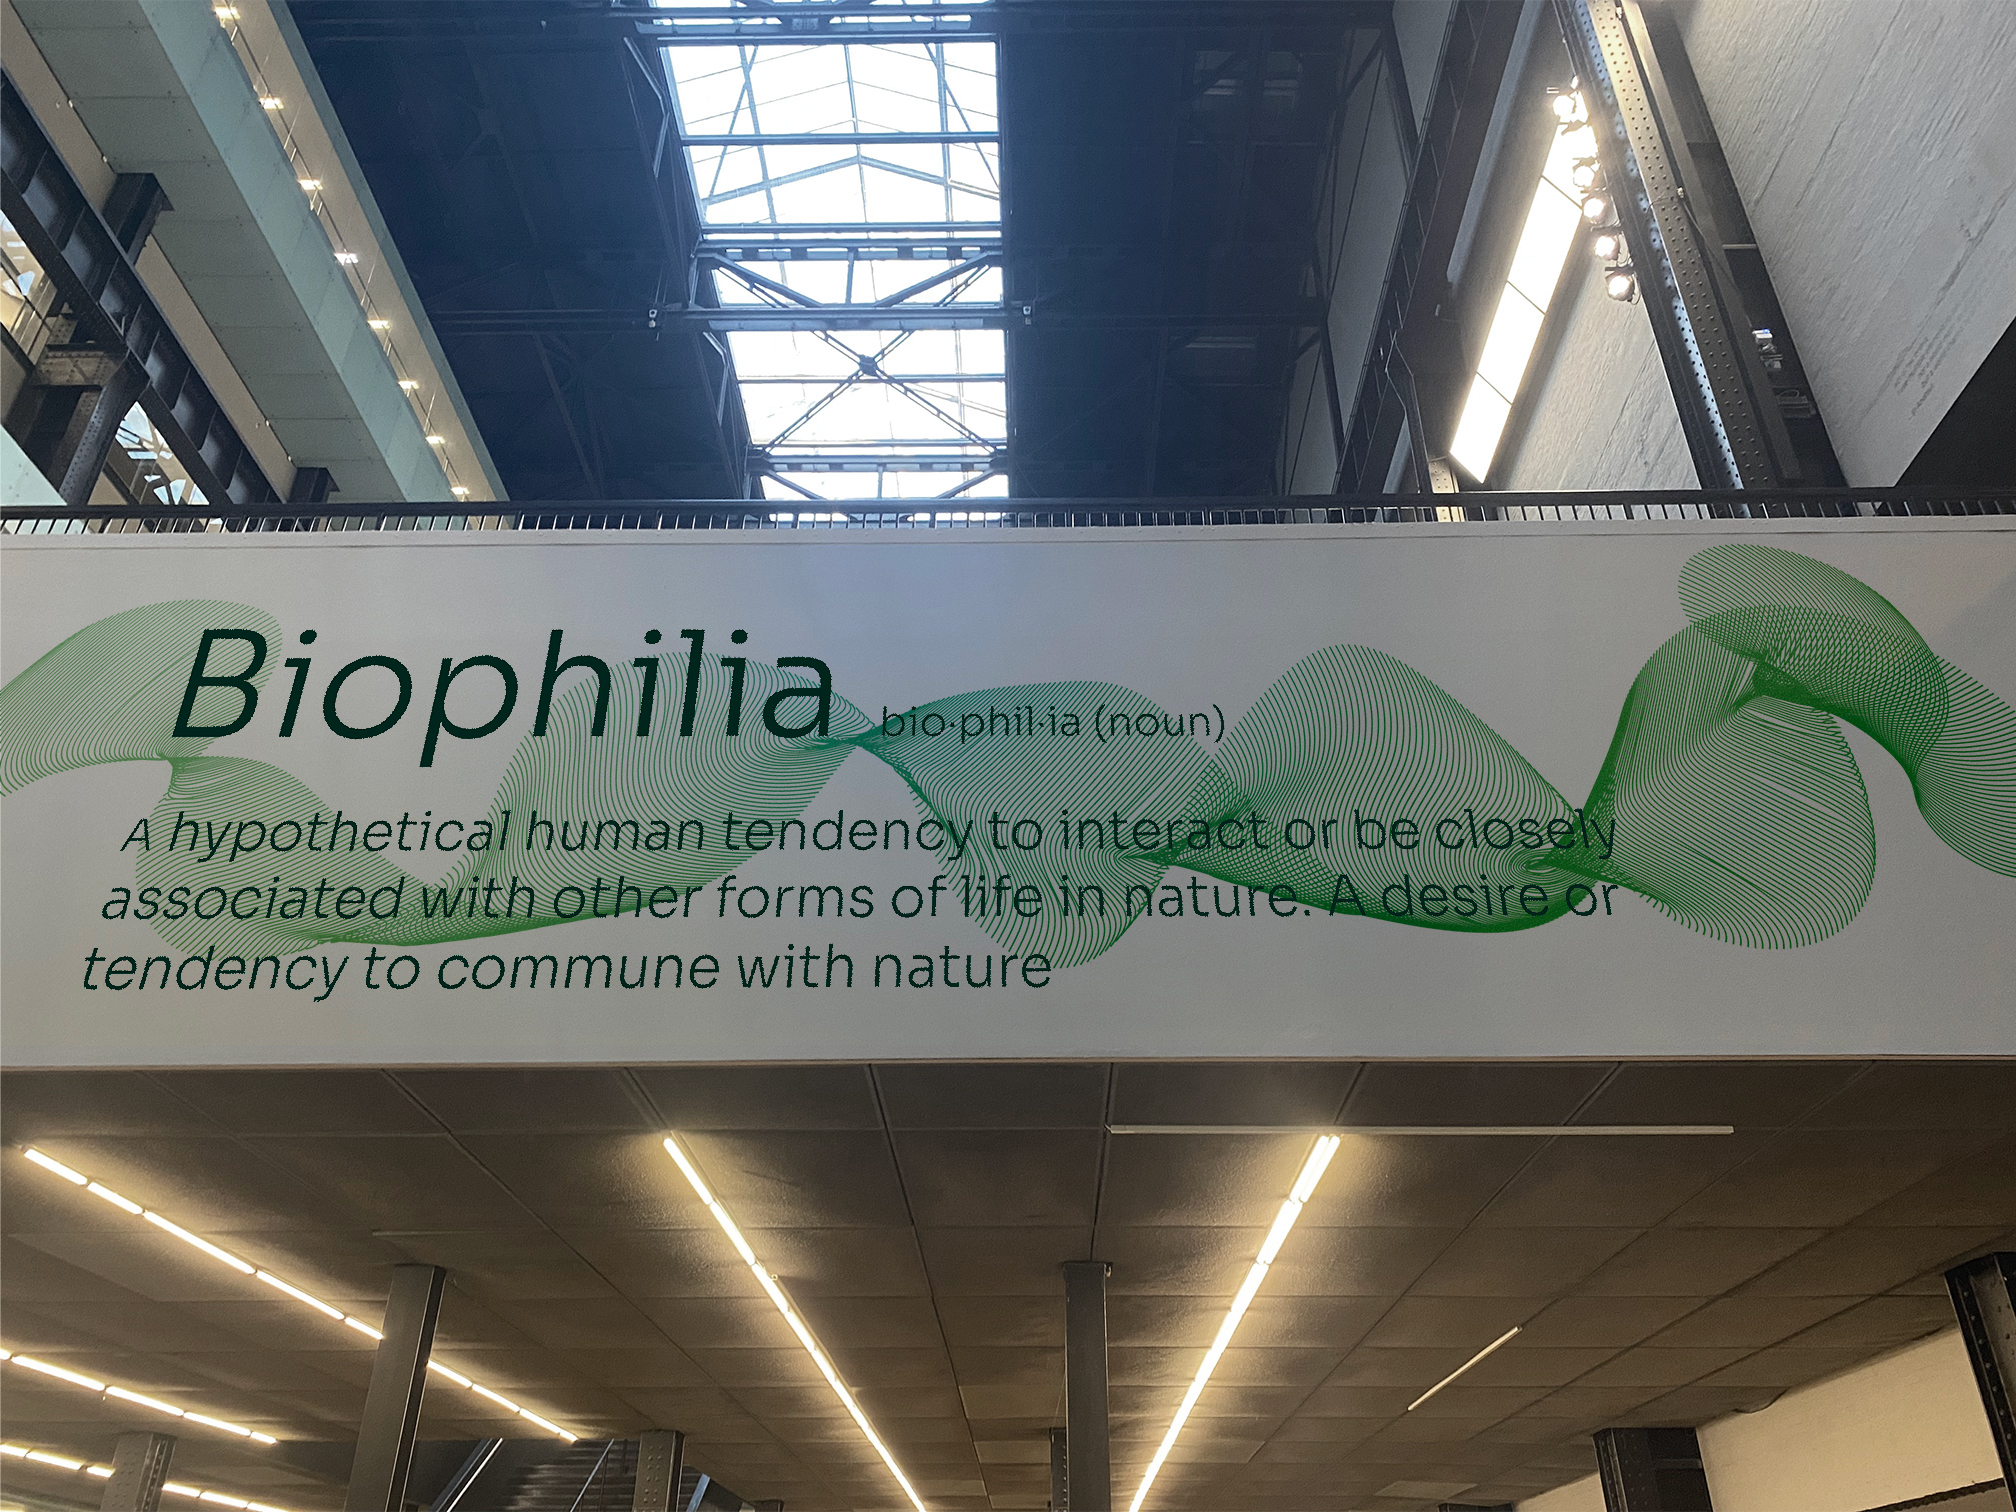 Biophilia bio·phil·ia (noun)
A hypothetical human tendency to interact or be closely
associated with other forms of life in nature. A desire or
tendency to commune with nature